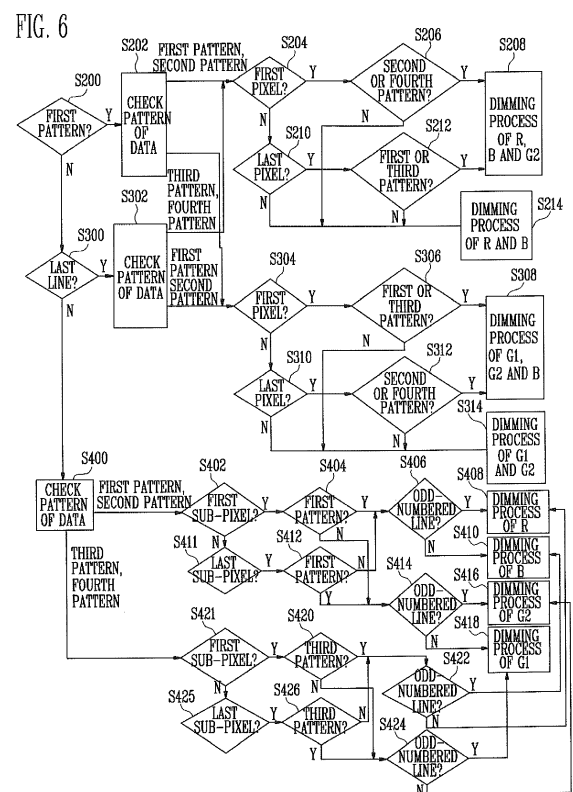 FIG. 6
S200
FIRST
PATTERN?
Y
N
S202
CHECK
PATTERN
OF
DATA
FIRST PATTERN,
SECOND PATTERN
S204
FIRST
PIXEL?
Y
N
S206
SECOND
OR FOURTH
PATTERN?
Y
N
S208
DIMMING
PROCESS
OF R,
B AND G2
S210
LAST
PIXEL?
Y
N
S212
FIRST OR
THIRD
PATTERN?
Y
N
DIMMING
PROCESS
OF R AND B
S214
THIRD
PATTERN,
FOURTH
PATTERN
S300
LAST
LINE?
Y
N
S302
CHECK
PATTERN
OF DATA
FIRST
PATTERN
SECOND
PATTERN
S304
FIRST
PIXEL?
Y
N
S306
FIRST OR
THIRD
PATTERN?
Y
N
S308
DIMMING
PROCESS
OF G1,
G2 AND B
S310
LAST
PIXEL?
Y
N
S312
SECOND
OR FOURTH
PATTERN?
Y
N
S314
DIMMING
PROCESS
OF G1
AND G2
S400
CHECK
PATTERN
OF DATA
FIRST PATTERN,
SECOND PATTERN
THIRD
PATTERN,
FOURTH
PATTERN
S402
FIRST
SUB-PIXEL?
Y
N
S404
FIRST
PATTERN?
Y
N
S406
ODD-
NUMBERED
LINE?
Y
N
S408
DIMMING
PROCESS
OF R
S410
DIMMING
PROCESS
OF B
S411
LAST
SUB-PIXEL?
Y
S412
FIRST
PATTERN?
N
Y
S414
ODD-
NUMBERED
LINE?
Y
N
S416
DIMMING
PROCESS
OF G2
S418
DIMMING
PROCESS
OF G1
S421
FIRST
SUB-PIXEL?
Y
N
S420
THIRD
PATTERN?
Y
N
S422
ODD-
NUMBERED
LINE?
Y
N
S425
LAST
SUB-PIXEL?
Y
S426
THIRD
PATTERN?
N
Y
S424
ODD-
NUMBERED
LINE?
Y
N